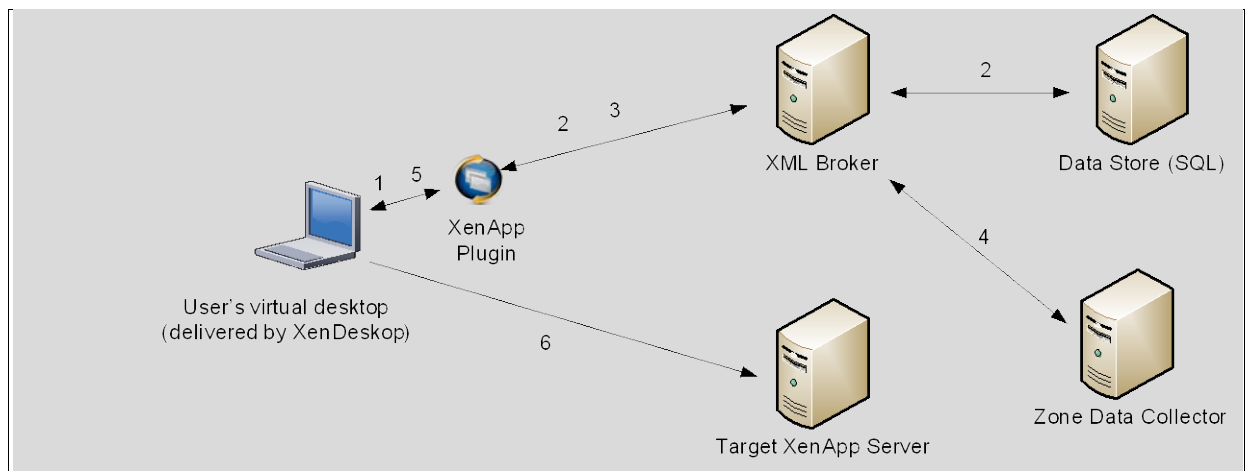 2
3
2
XML Broker
Data Store (SQL)
1
5
XenApp
Plugin
4
User's virtual desktop
(delivered by XenDeskop)
6
Target XenApp Server
Zone Data Collector